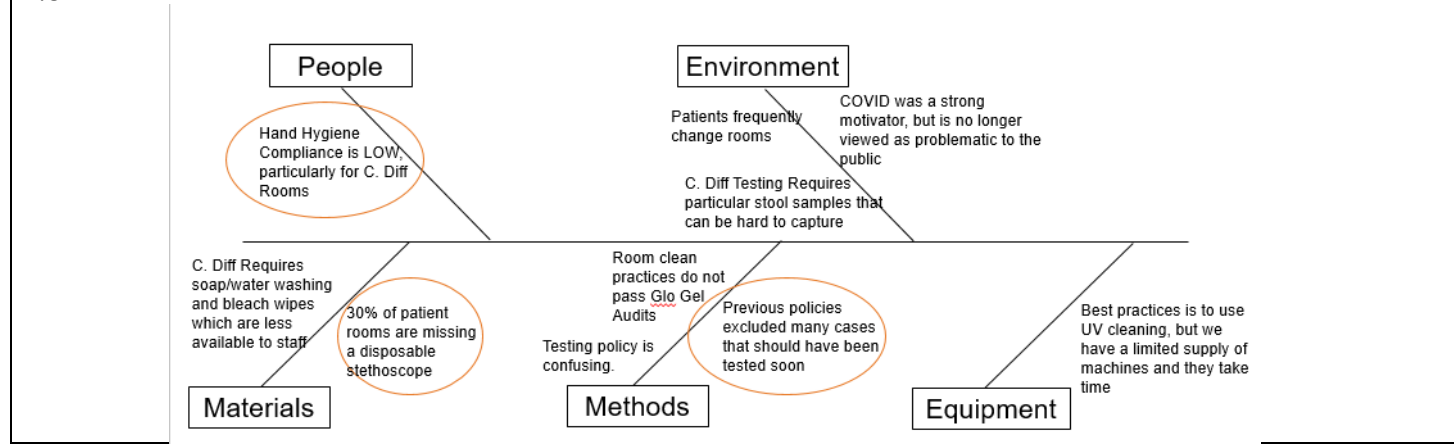 People
Environment
Hand Hygiene
Compliance is LOW,
particularly for C. Diff
Rooms
Patients frequently
change rooms
COVID was a strong
motivator, but is no longer
viewed as problematic to the
public
C. Diff Testing Requires
particular stool samples that
can be hard to capture
C. Diff Requires
soap/water washing
and bleach wipes
which are less
available to staff
30% of patient
rooms are missing
a disposable
stethoscope
Room clean
practices do not
pass Glo Gel
Audits
Testing policy is
confusing.
Previous policies
excluded many cases
that should have been
tested soon
Best practices is to use
UV cleaning, but we
have a limited supply of
machines and they take
time
Materials
Methods
Equipment